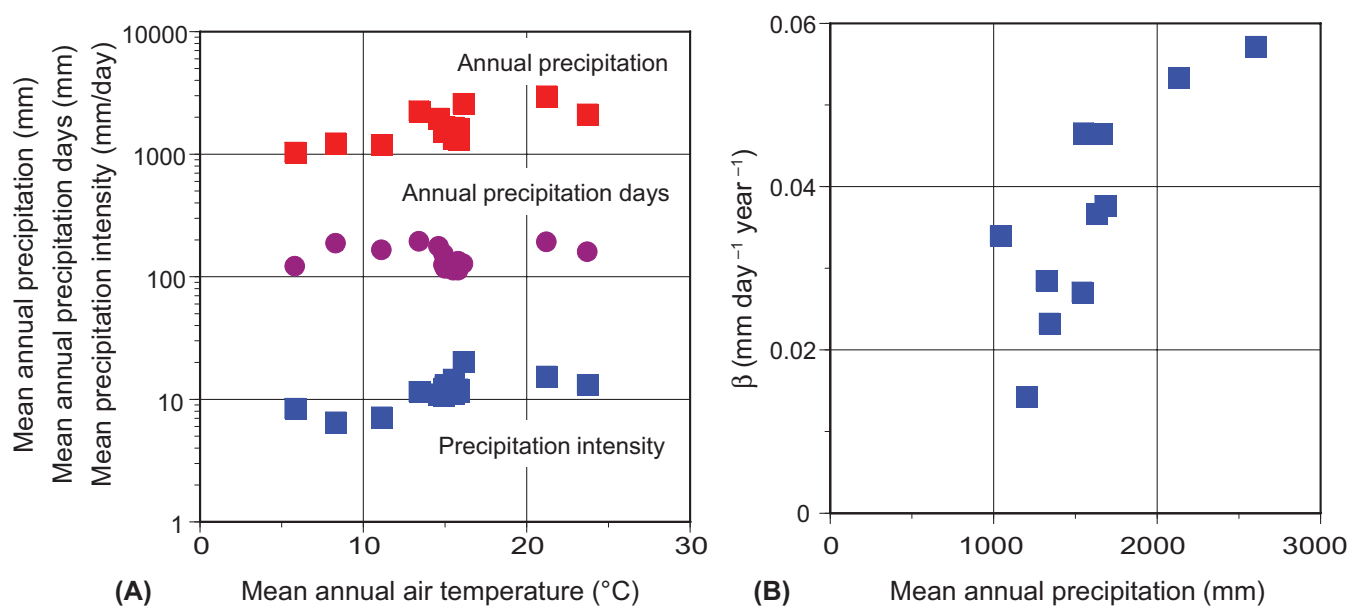 Mean annual precipitation (mm)
Mean annual precipitation days (mm)
Mean precipitation intensity (mm/day)
10000
1000
100
10
1
Annual precipitation
Annual precipitation days
Precipitation intensity
0
10
20
30
(A)
Mean annual air temperature (°C)
β (mm day⁻¹ year⁻¹)
0.06
0.04
0.02
0
0
1000
2000
3000
(B)
Mean annual precipitation (mm)